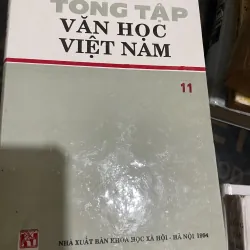 TỔNG TẬP
VĂN HỌC
VIỆT NAM
11
NHÀ XUẤT BẢN KHOA HỌC XÃ HỘI - HÀ NỘI 1994